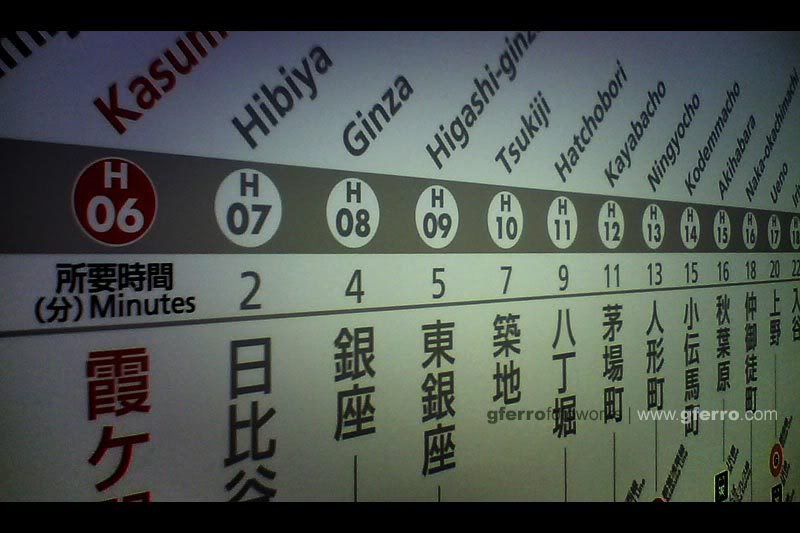 Hibiya
Ginza
Tsukiji
Hatchobori
Kayabacho
Ningyocho
Kodemmacho
Akihabara
Naka-okachimachi
Ueno
H 06
H 07
H 08
H 09
H 10
H 11
H 12
H 13
H 14
H 15
H 16
H 17
H 18
所要時間
(分) Minutes
2
4
5
7
9
11
13
15
16
18
20
22
霞ケ
日比谷
銀座
東銀座
築地
八丁堀
茅場町
人形町
小伝馬町
秋葉原
仲御徒町
上野
入谷
www.gferro.com